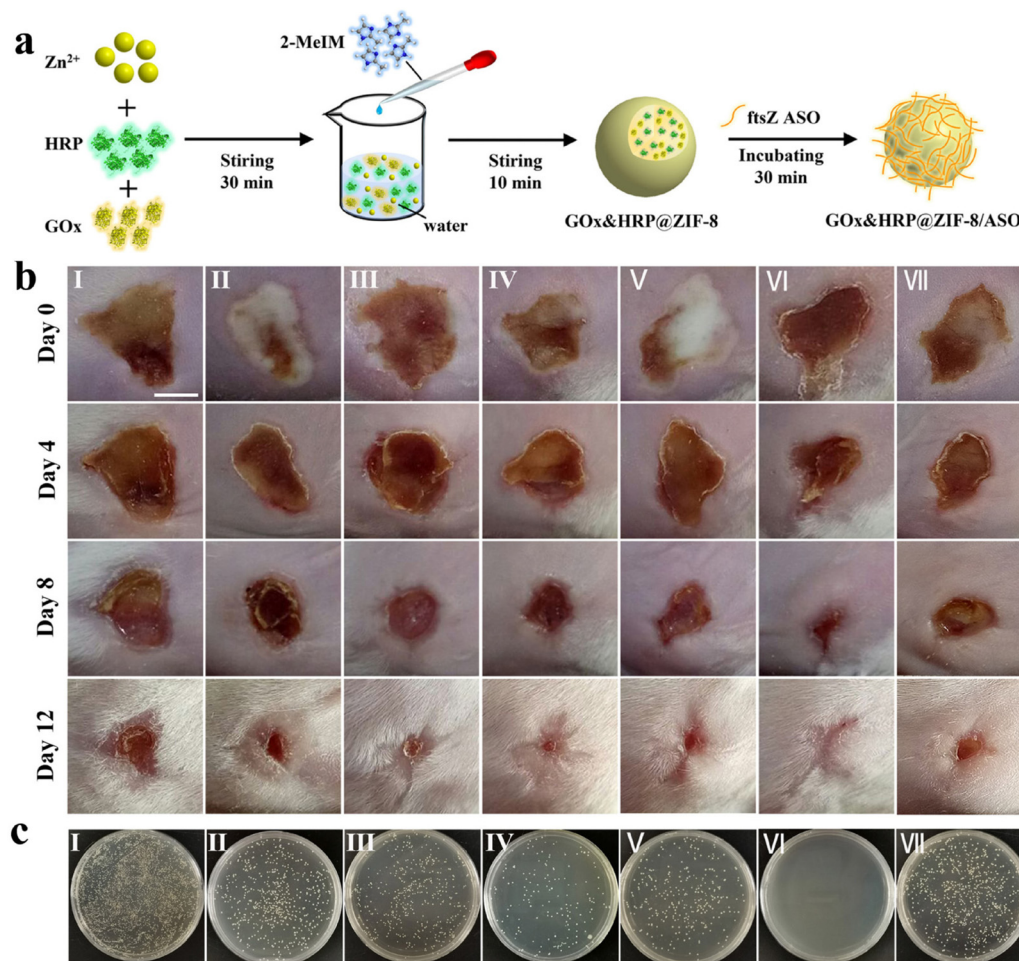 a
Zn²⁺
+
HRP
+
GOx
Stiring
30 min
2-MeIM
water
Stiring
10 min
GOx&HRP@ZIF-8
ftsZ ASO
Incubating
30 min
GOx&HRP@ZIF-8/ASO
b
I II III IV V VI VII
Day 0
Day 4
Day 8
Day 12
c
I II III IV V VI VII